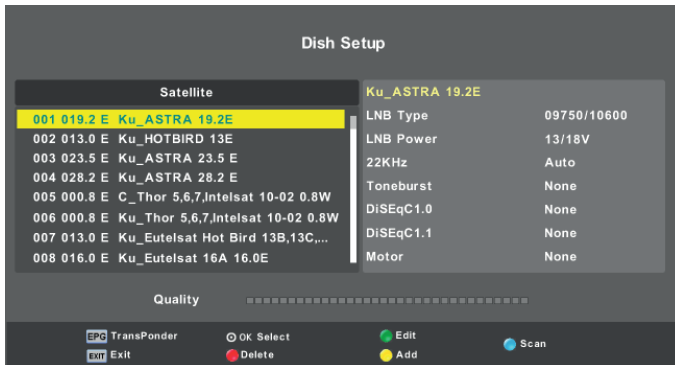 Dish Setup
Satellite
001 019.2 E Ku_ASTRA 19.2E
002 013.0 E Ku_HOTBIRD 13E
003 023.5 E Ku_ASTRA 23.5 E
004 028.2 E Ku_ASTRA 28.2 E
005 000.8 E C_Thor 5,6,7,Intelsat 10-02 0.8W
006 000.8 E Ku_Thor 5,6,7,Intelsat 10-02 0.8W
007 013.0 E Ku_Eutelsat Hot Bird 13B,13C,...
008 016.0 E Ku_Eutelsat 16A 16.0E
Ku_ASTRA 19.2E
LNB Type 09750/10600
LNB Power 13/18V
22KHz Auto
Toneburst None
DiSEqC1.0 None
DiSEqC1.1 None
Motor None
Quality
EPG TransPonder OK Select Edit Scan
EXIT Exit Delete Add